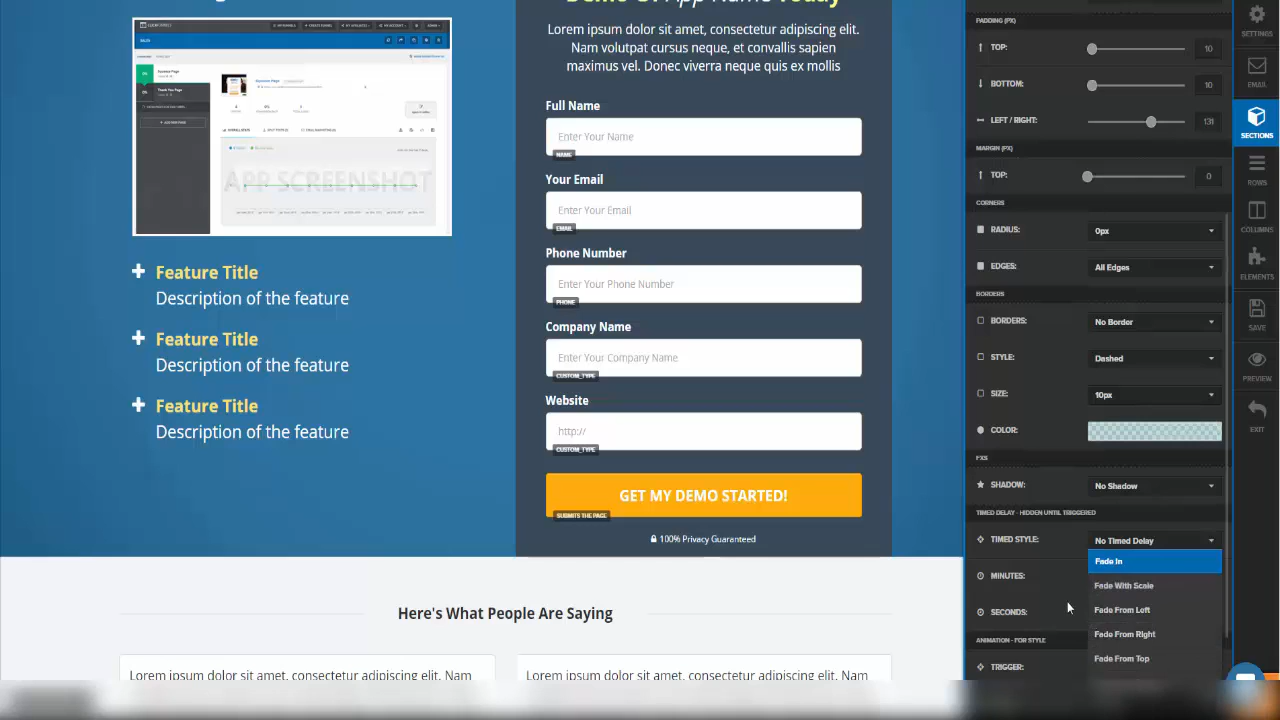 Demo Of App Name Today
Lorem ipsum dolor sit amet, consectetur adipiscing elit.
Nam volutpat cursus neque, et convallis sapien
maximus vel. Donec viverra neque quis ex mollis
APP SCREENSHOT
Full Name
Enter Your Name
NAME
Your Email
Enter Your Email
EMAIL
Phone Number
Enter Your Phone Number
PHONE
Company Name
Enter Your Company Name
CUSTOM_TYPE
Website
http://
CUSTOM_TYPE
GET MY DEMO STARTED!
SUBMITS THE PAGE
100% Privacy Guaranteed
Feature Title
Description of the feature
Feature Title
Description of the feature
Feature Title
Description of the feature
Here's What People Are Saying
Lorem ipsum dolor sit amet, consectetur adipiscing elit. Nam
Lorem ipsum dolor sit amet, consectetur adipiscing elit. Nam
PADDING (PX)
TOP: 10
BOTTOM: 10
LEFT / RIGHT: 131
MARGIN (PX)
TOP: 0
CORNERS
RADIUS: 0px
EDGES: All Edges
BORDERS
BORDERS: No Border
STYLE: Dashed
SIZE: 10px
COLOR:
FXS
SHADOW: No Shadow
TIMED DELAY - HIDDEN UNTIL TRIGGERED
TIMED STYLE: No Timed Delay
Fade In
MINUTES:
Fade With Scale
SECONDS:
Fade From Left
Fade From Right
ANIMATION - FOR STYLE
Fade From Top
TRIGGER:
SETTINGS
EMAIL
SECTIONS
ROWS
COLUMNS
ELEMENTS
SAVE
PREVIEW
EXIT